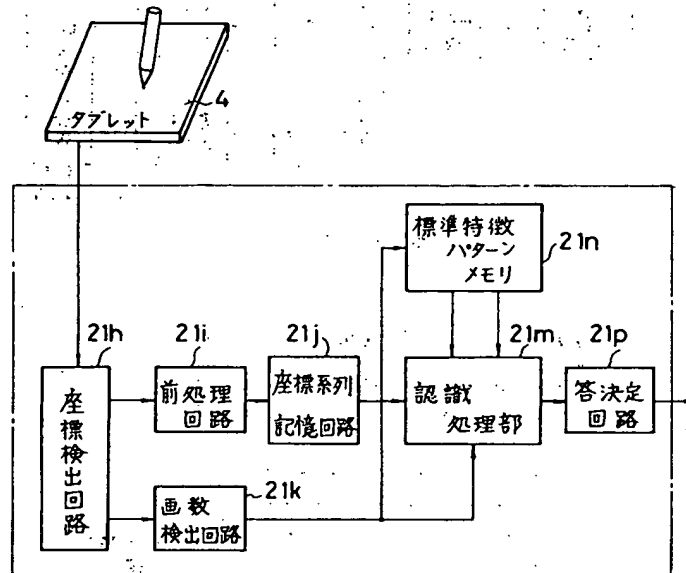 タブレット
4
標準特徴
パターン
メモリ
21n
21h
21i
21j
21m
21p
座標検出回路
前処理
回路
座標系列
記憶回路
認識
処理部
答決定
回路
21k
画数
検出回路